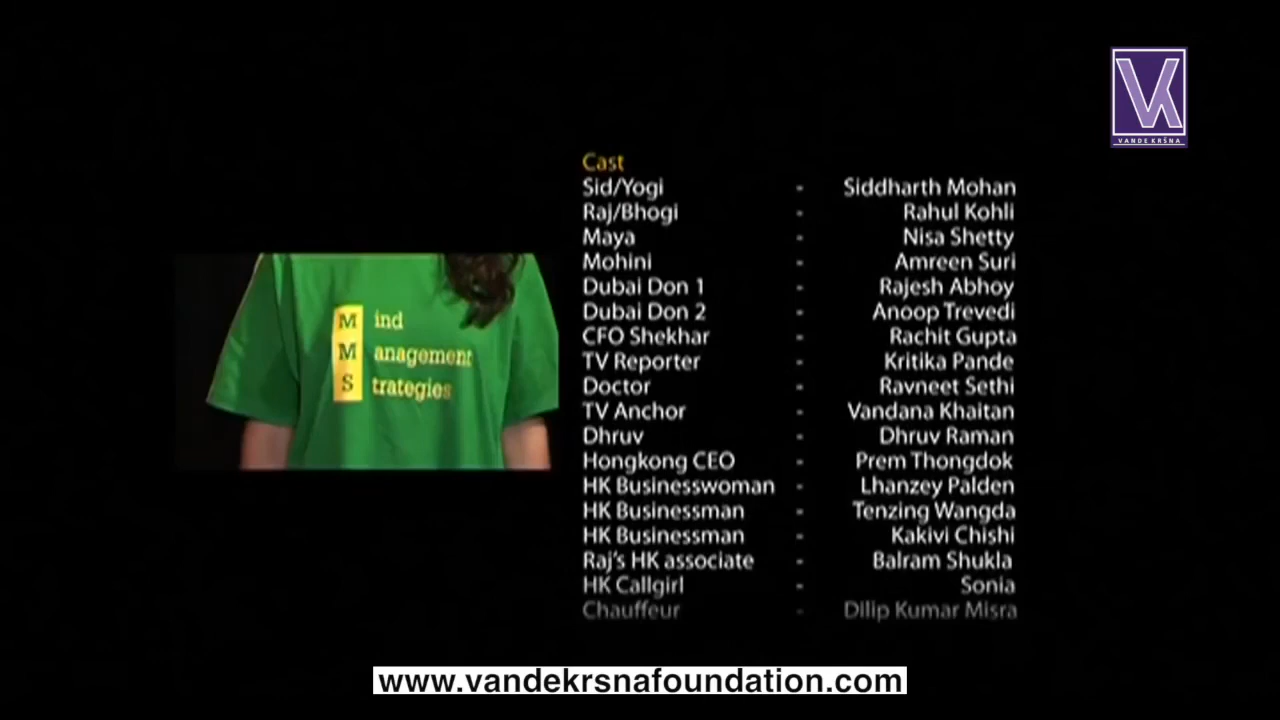 VK
VANDE KRŠNA
Cast
Sid/Yogi - Siddharth Mohan
Raj/Bhogi - Rahul Kohli
Maya - Nisa Shetty
Mohini - Amreen Suri
Dubai Don 1 - Rajesh Abhoy
Dubai Don 2 - Anoop Trevedi
CFO Shekhar - Rachit Gupta
TV Reporter - Kritika Pande
Doctor - Ravneet Sethi
TV Anchor - Vandana Khaitan
Dhruv - Dhruv Raman
Hongkong CEO - Prem Thongdok
HK Businesswoman - Lhanzey Palden
HK Businessman - Tenzing Wangda
HK Businessman - Kakivi Chishi
Raj's HK associate - Balram Shukla
HK Callgirl - Sonia
Chauffeur - Dilip Kumar Misra
M ind
M anagement
S trategies
www.vandekrsnafoundation.com